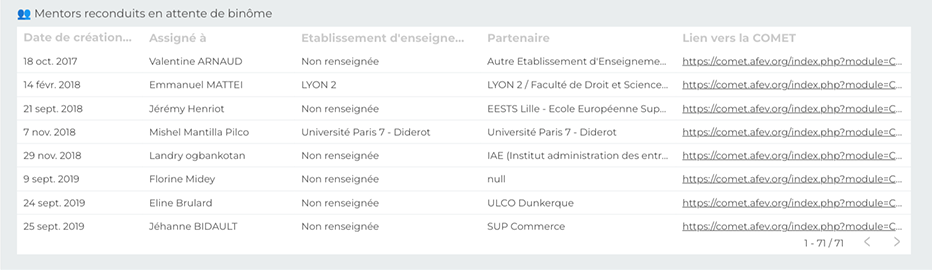 👥 Mentors reconduits en attente de binôme
Date de création... Assigné à Etablissement d'enseigne... Partenaire Lien vers la COMET
18 oct. 2017 Valentine ARNAUD Non renseignée Autre Etablissement d'Enseigneme... https://comet.afev.org/index.php?module=C...
14 févr. 2018 Emmanuel MATTEI LYON 2 LYON 2 / Faculté de Droit et Science... https://comet.afev.org/index.php?module=C...
21 sept. 2018 Jérémy Henriot Non renseignée EESTS Lille - Ecole Européenne Sup... https://comet.afev.org/index.php?module=C...
7 nov. 2018 Mishel Mantilla Pilco Université Paris 7 - Diderot Université Paris 7 - Diderot https://comet.afev.org/index.php?module=C...
29 nov. 2018 Landry ogbankotan Non renseignée IAE (Institut administration des entr... https://comet.afev.org/index.php?module=C...
9 sept. 2019 Florine Midey Non renseignée null https://comet.afev.org/index.php?module=C...
24 sept. 2019 Eline Brulard Non renseignée ULCO Dunkerque https://comet.afev.org/index.php?module=C...
25 sept. 2019 Jéhanne BIDAULT Non renseignée SUP Commerce https://comet.afev.org/index.php?module=C...
1 - 71 / 71 < >